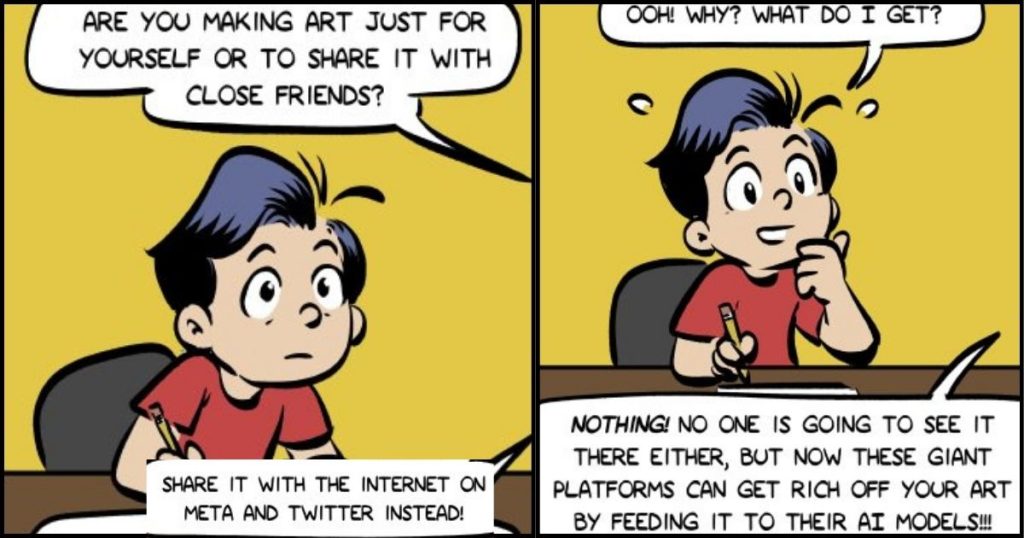 ARE YOU MAKING ART JUST FOR
YOURSELF OR TO SHARE IT WITH
CLOSE FRIENDS?
SHARE IT WITH THE INTERNET ON
META AND TWITTER INSTEAD!
OOH! WHY? WHAT DO I GET?
NOTHING! NO ONE IS GOING TO SEE IT
THERE EITHER, BUT NOW THESE GIANT
PLATFORMS CAN GET RICH OFF YOUR ART
BY FEEDING IT TO THEIR AI MODELS!!!